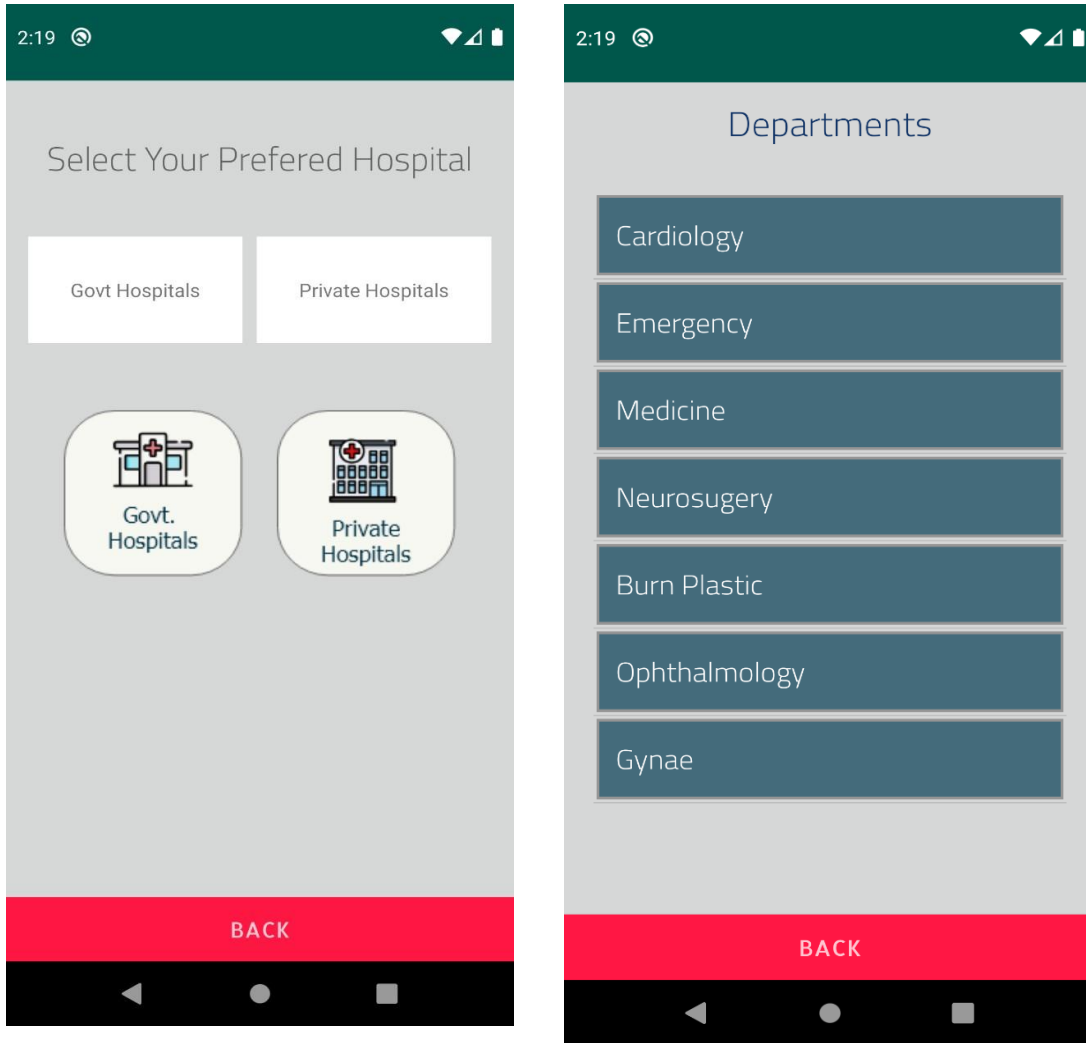 2:19
Select Your Prefered Hospital
Govt Hospitals
Private Hospitals
Govt.
Hospitals
Private
Hospitals
BACK
2:19
Departments
Cardiology
Emergency
Medicine
Neurosugery
Burn Plastic
Ophthalmology
Gynae
BACK